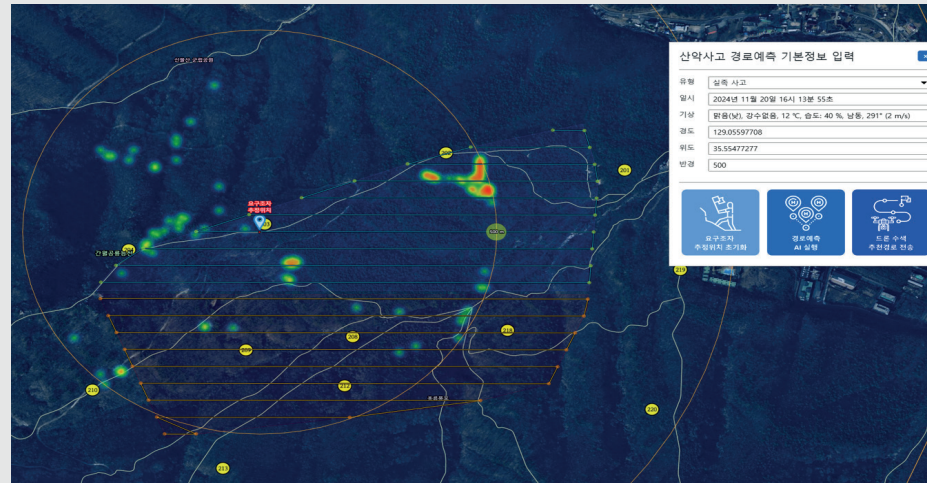 산악사고 경로예측 기본정보 입력
유형 실족 사고
일시 2024년 11월 20일 16시 13분 55초
기상 맑음(낮), 강수없음, 12 ℃, 습도: 40 %, 남동, 291° (2 m/s)
경도 129.05597708
위도 35.55477277
반경 500
요구조자
추정위치 초기화
경로예측
AI 실행
드론 수색
추천경로 전송
요구조자
추정위치
500 m
201
219
218
208
209
212
210
220
213